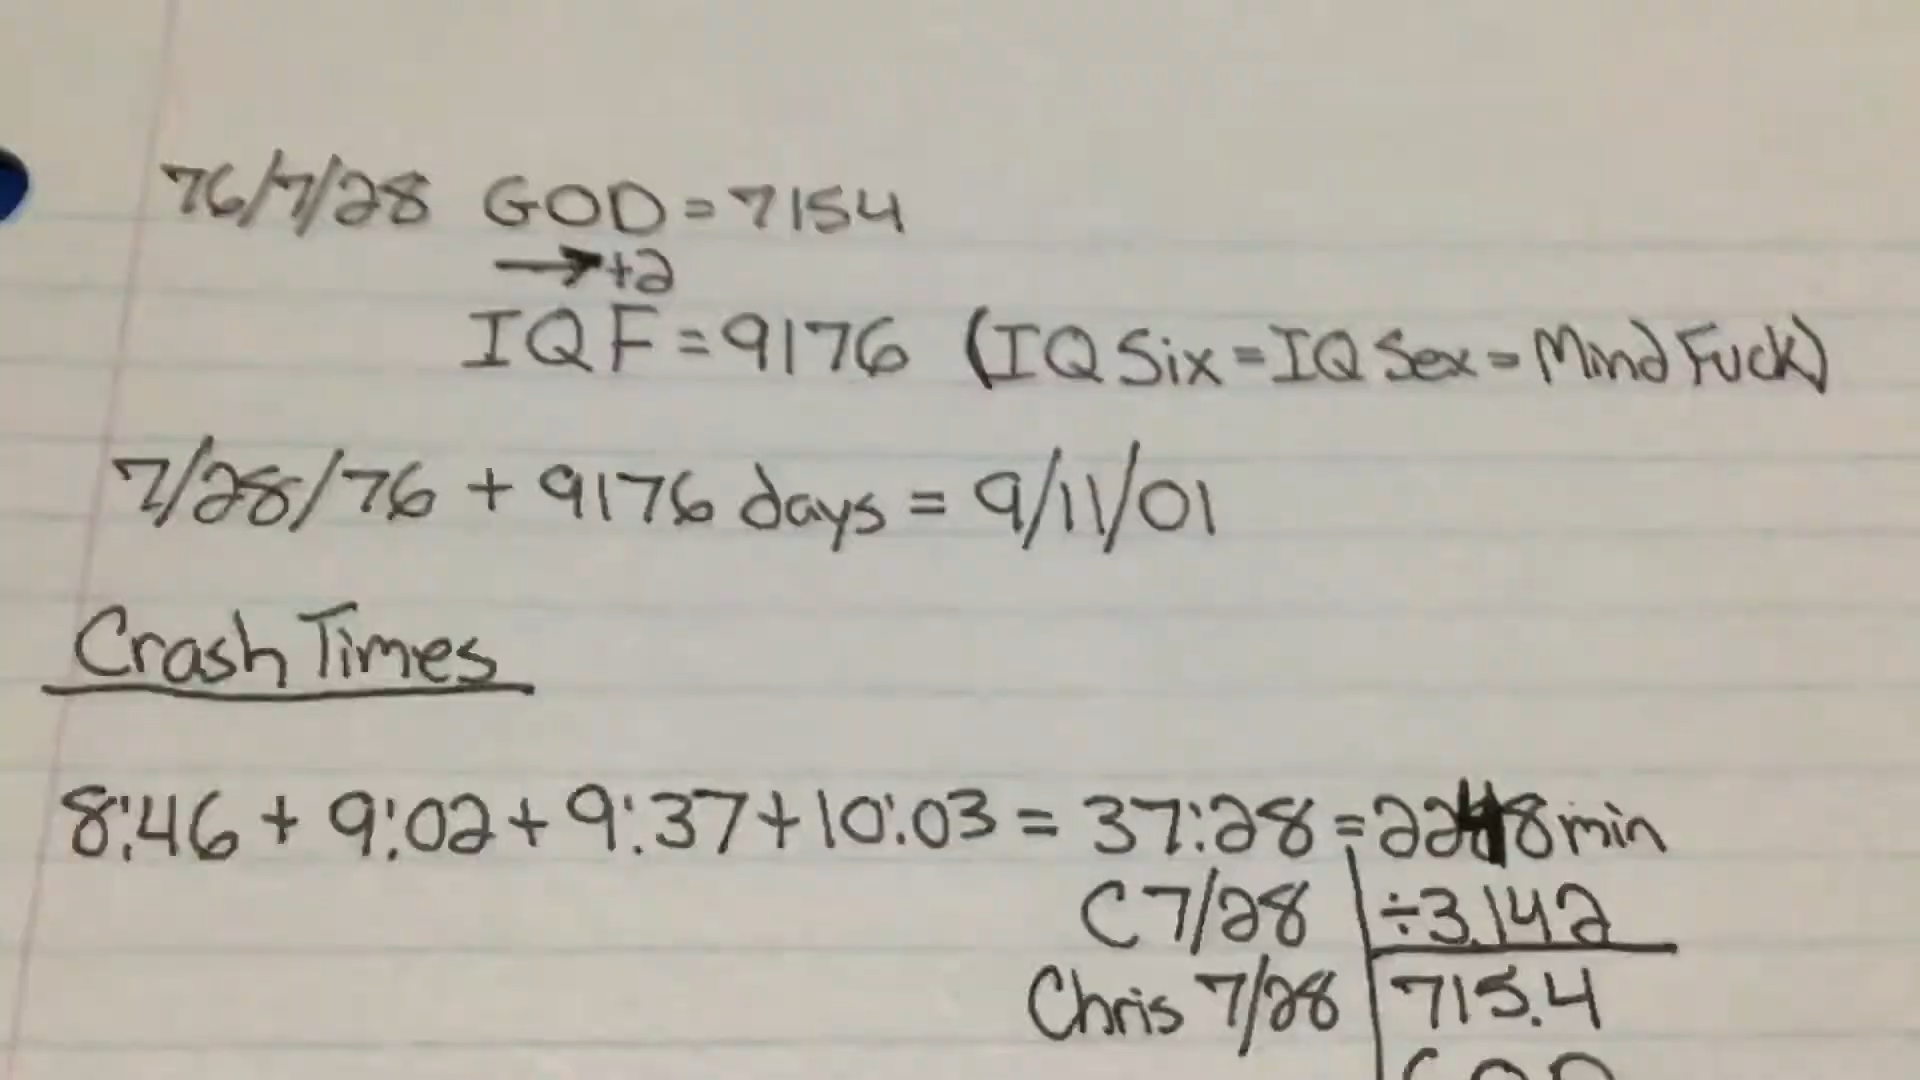 76/7/28 GOD = 7154
→+2
IQF = 9176 (IQ Six = IQ Sex = Mind Fuck)
7/28/76 + 9176 days = 9/11/01
Crash Times
8:46 + 9:02 + 9:37 + 10:03 = 37:28 = 2248 min
C 7/28 ÷3.142
Chris 7/28 715.4
GOD